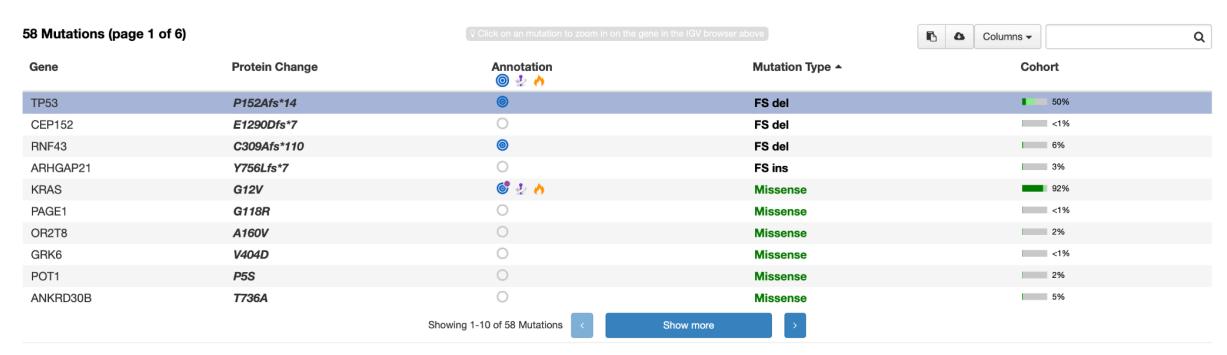 58 Mutations (page 1 of 6)
Click on an mutation to zoom in on the gene in the IGV browser above
Columns
Gene Protein Change Annotation Mutation Type Cohort
TP53 P152Afs*14 FS del 50%
CEP152 E1290Dfs*7 FS del <1%
RNF43 C309Afs*110 FS del 6%
ARHGAP21 Y756Lfs*7 FS ins 3%
KRAS G12V Missense 92%
PAGE1 G118R Missense <1%
OR2T8 A160V Missense 2%
GRK6 V404D Missense <1%
POT1 P5S Missense 2%
ANKRD30B T736A Missense 5%
Showing 1-10 of 58 Mutations < Show more >